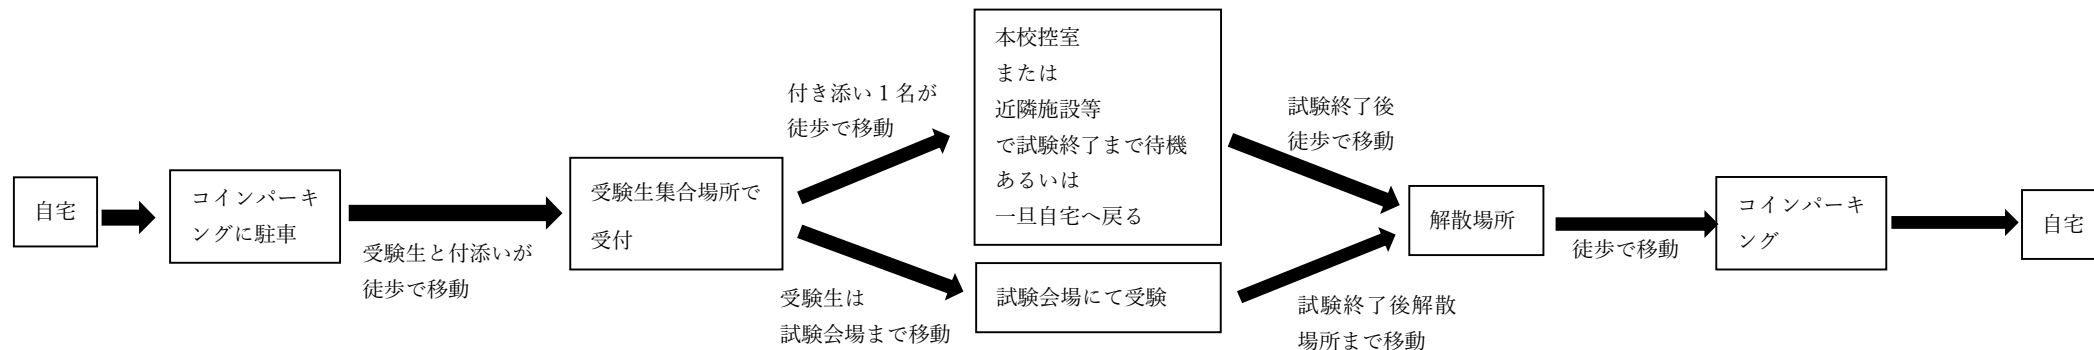 自宅
コインパーキ
ングに駐車
受験生と付添いが
徒歩で移動
受験生集合場所で
受付
付き添い1名が
徒歩で移動
受験生は
試験会場まで移動
本校控室
または
近隣施設等
で試験終了まで待機
あるいは
一旦自宅へ戻る
試験会場にて受験
試験終了後
徒歩で移動
試験終了後解散
場所まで移動
解散場所
徒歩で移動
コインパーキ
ング
自宅